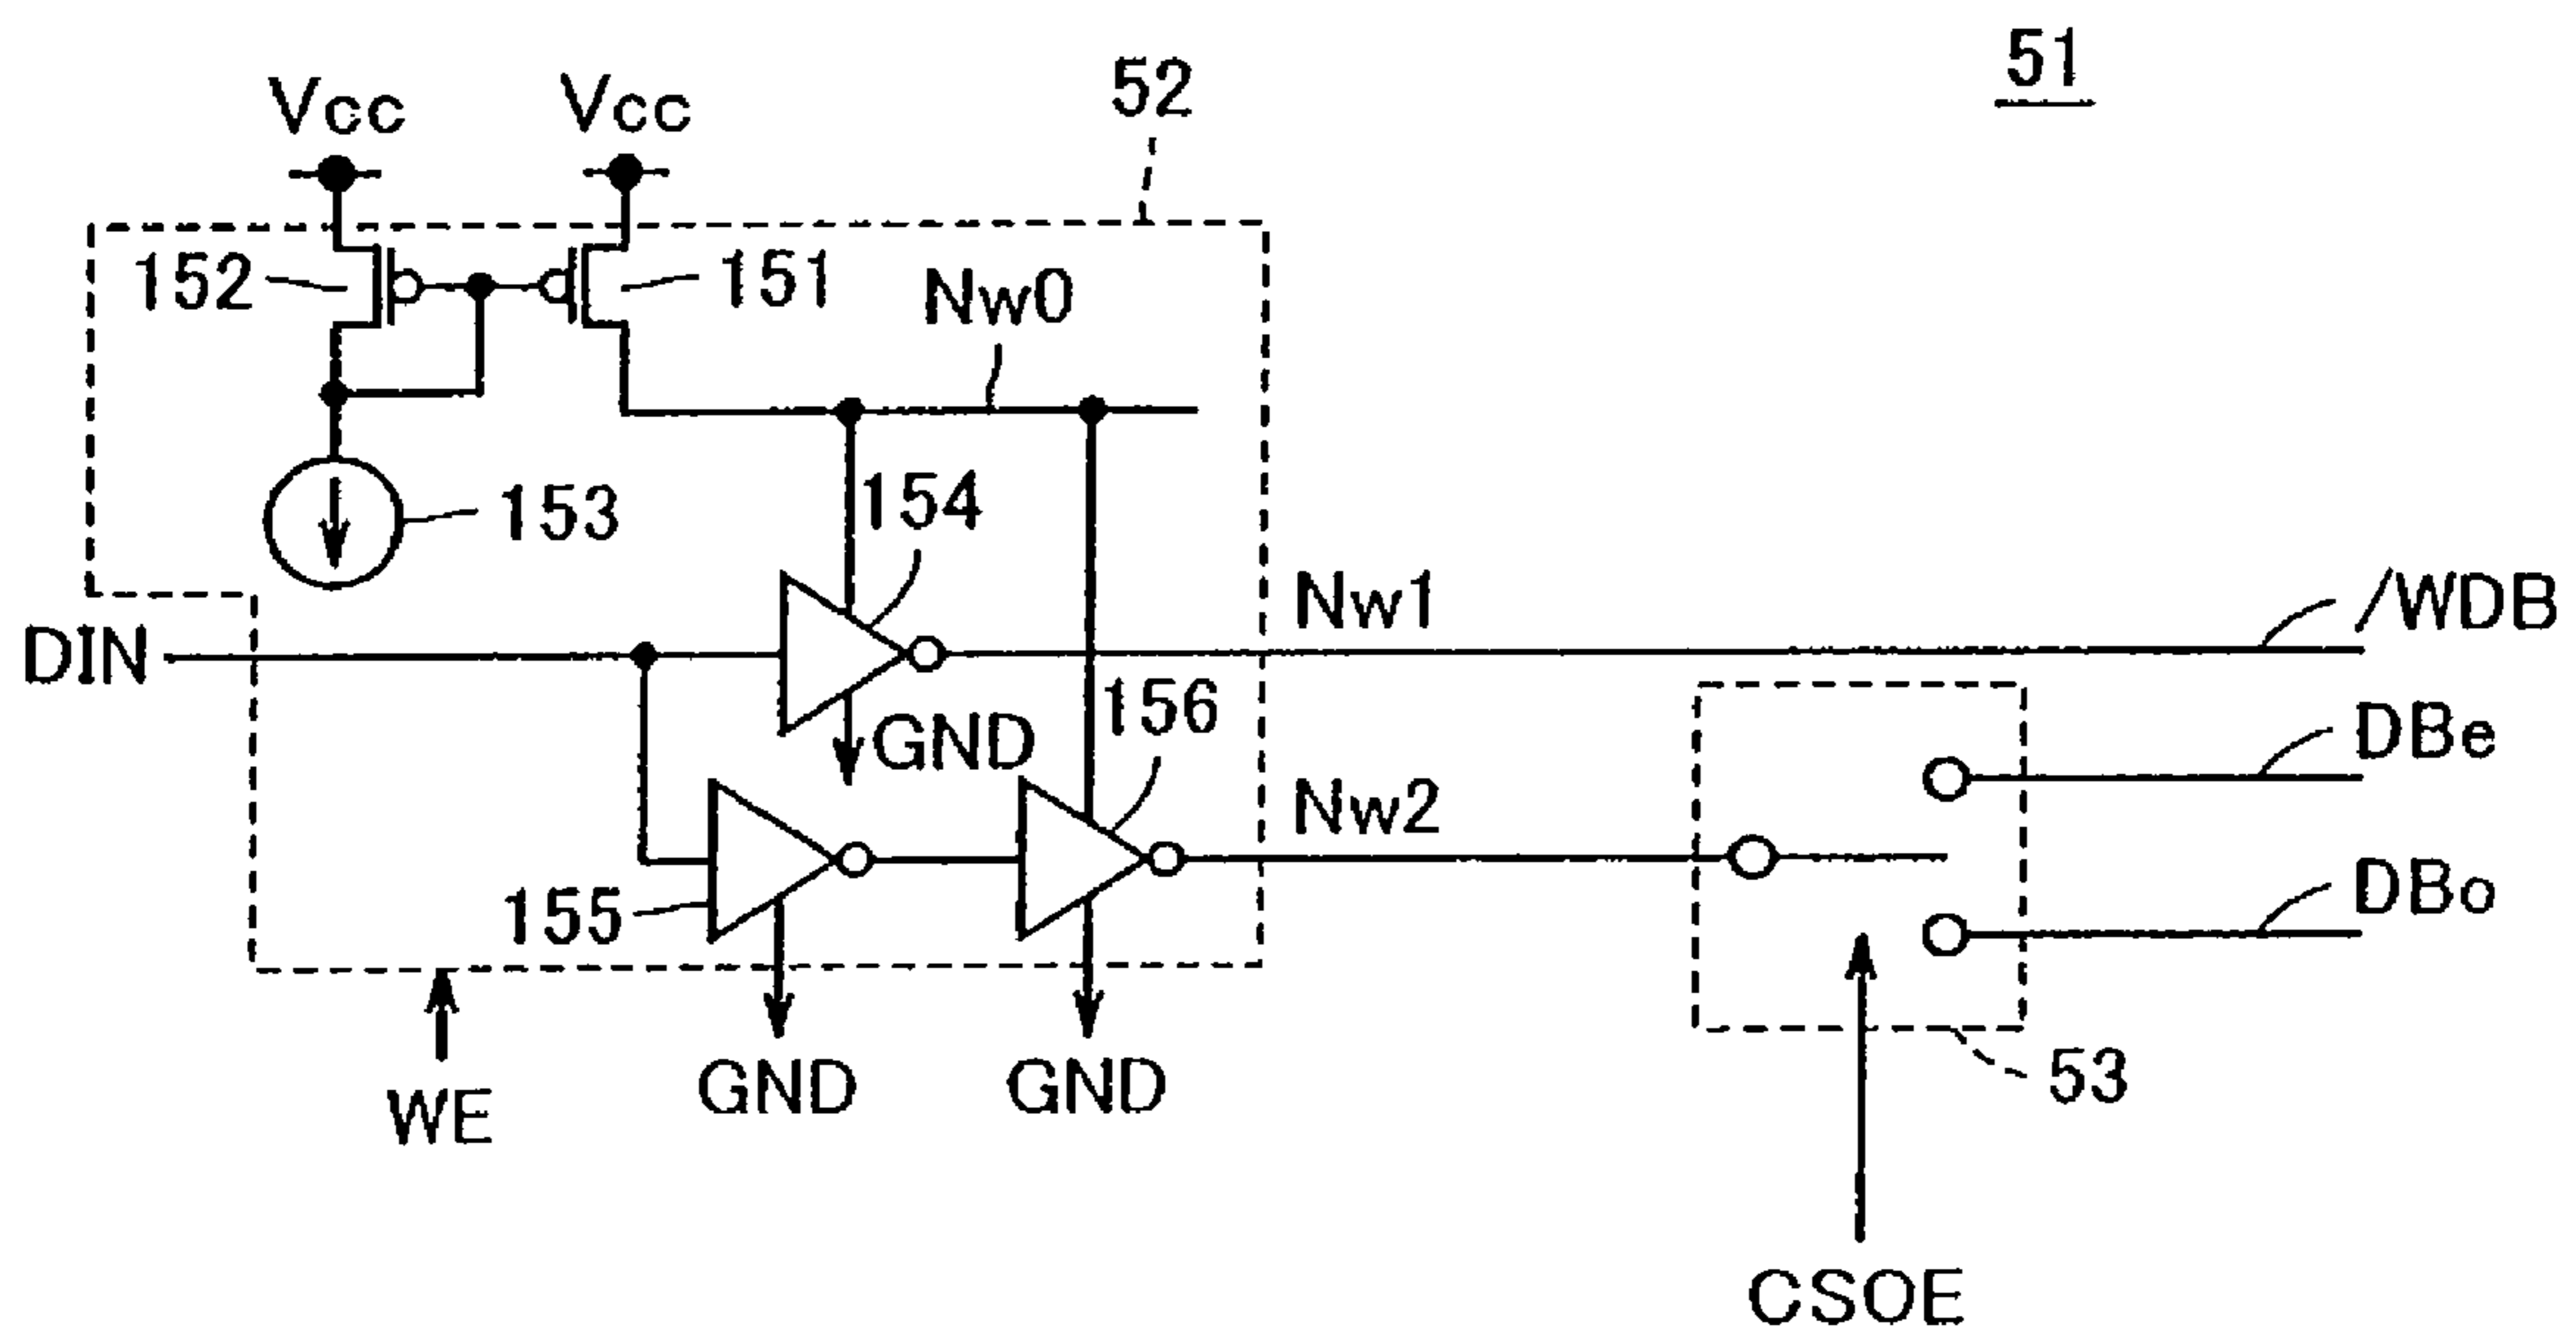 51
52
Vcc
Vcc
152
151
Nw0
153
154
DIN
Nw1
/WDB
GND
156
DBe
Nw2
155
DBo
GND
GND
WE
53
CSOE